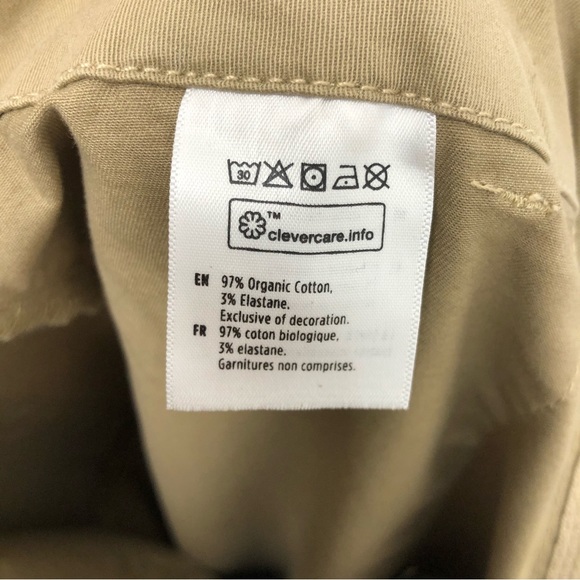 30
™
clevercare.info
EN 97% Organic Cotton,
3% Elastane.
Exclusive of decoration.
FR 97% coton biologique,
3% elastane.
Garnitures non comprises.